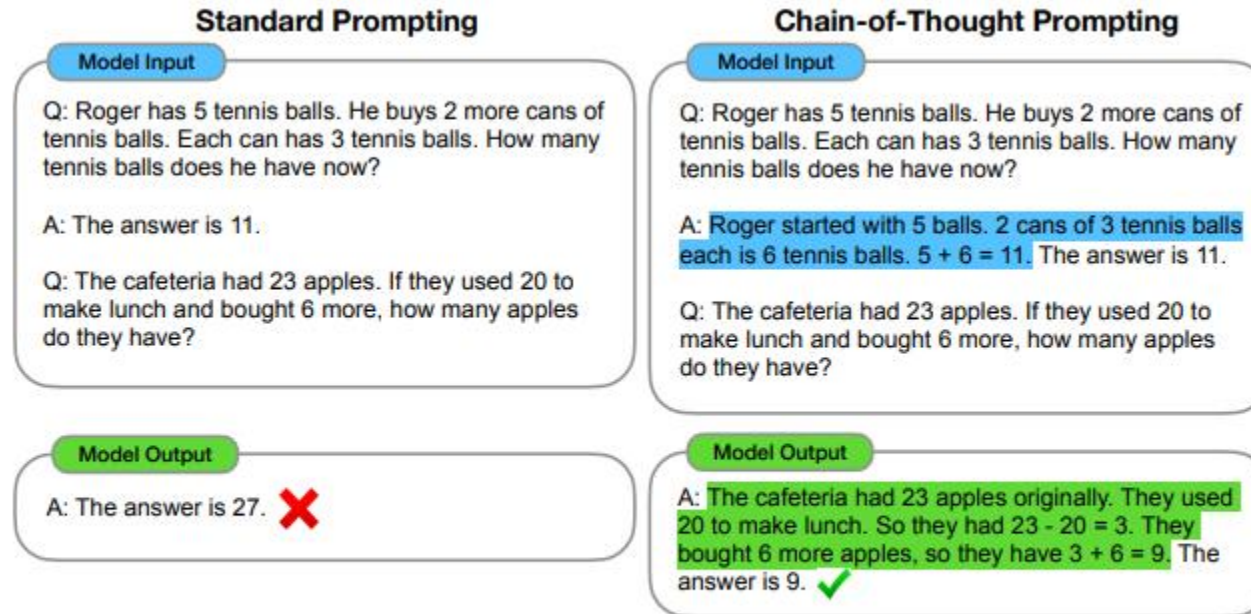 Standard Prompting
Model Input
Q: Roger has 5 tennis balls. He buys 2 more cans of
tennis balls. Each can has 3 tennis balls. How many
tennis balls does he have now?
A: The answer is 11.
Q: The cafeteria had 23 apples. If they used 20 to
make lunch and bought 6 more, how many apples
do they have?
Model Output
A: The answer is 27.
Chain-of-Thought Prompting
Model Input
Q: Roger has 5 tennis balls. He buys 2 more cans of
tennis balls. Each can has 3 tennis balls. How many
tennis balls does he have now?
A: Roger started with 5 balls. 2 cans of 3 tennis balls
each is 6 tennis balls. 5 + 6 = 11. The answer is 11.
Q: The cafeteria had 23 apples. If they used 20 to
make lunch and bought 6 more, how many apples
do they have?
Model Output
A: The cafeteria had 23 apples originally. They used
20 to make lunch. So they had 23 - 20 = 3. They
bought 6 more apples, so they have 3 + 6 = 9. The
answer is 9.